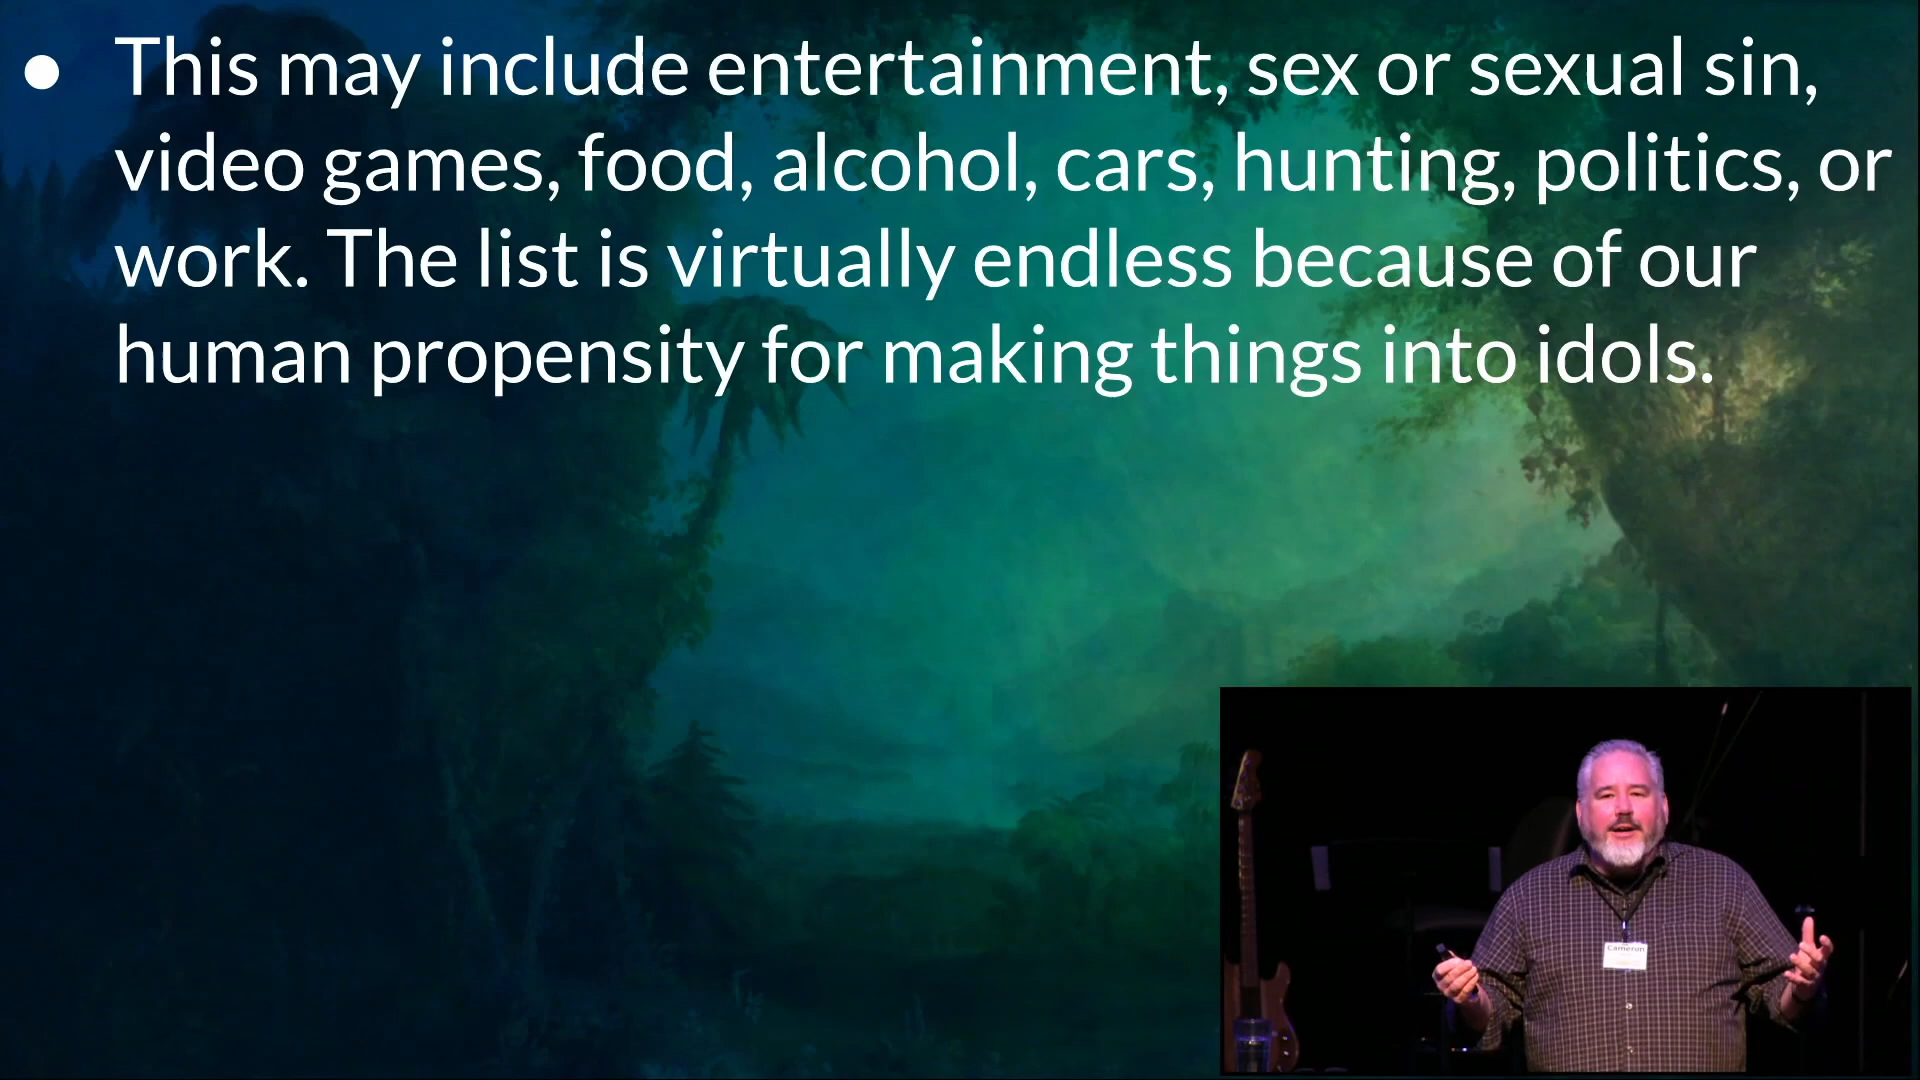 • This may include entertainment, sex or sexual sin,
video games, food, alcohol, cars, hunting, politics, or
work. The list is virtually endless because of our
human propensity for making things into idols.
Cameron